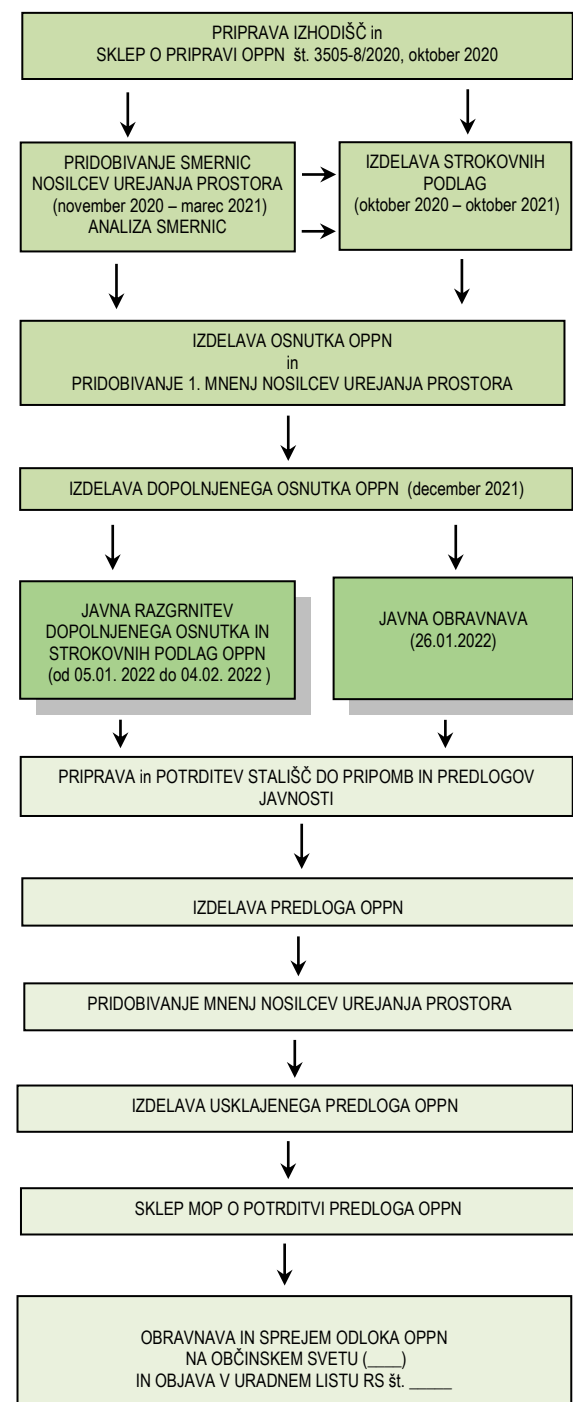 PRIPRAVA IZHODIŠČ in
SKLEP O PRIPRAVI OPPN št. 3505-8/2020, oktober 2020
PRIDOBIVANJE SMERNIC
NOSILCEV UREJANJA PROSTORA
(november 2020 – marec 2021)
ANALIZA SMERNIC
IZDELAVA STROKOVNIH
PODLAG
(oktober 2020 – oktober 2021)
IZDELAVA OSNUTKA OPPN
in
PRIDOBIVANJE 1. MNENJ NOSILCEV UREJANJA PROSTORA
IZDELAVA DOPOLNJENEGA OSNUTKA OPPN (december 2021)
JAVNA RAZGRNITEV
DOPOLNJENEGA OSNUTKA IN
STROKOVNIH PODLAG OPPN
(od 05.01. 2022 do 04.02. 2022 )
JAVNA OBRAVNAVA
(26.01.2022)
PRIPRAVA in POTRDITEV STALIŠČ DO PRIPOMB IN PREDLOGOV
JAVNOSTI
IZDELAVA PREDLOGA OPPN
PRIDOBIVANJE MNENJ NOSILCEV UREJANJA PROSTORA
IZDELAVA USKLAJENEGA PREDLOGA OPPN
SKLEP MOP O POTRDITVI PREDLOGA OPPN
OBRAVNAVA IN SPREJEM ODLOKA OPPN
NA OBČINSKEM SVETU (____)
IN OBJAVA V URADNEM LISTU RS št. _____